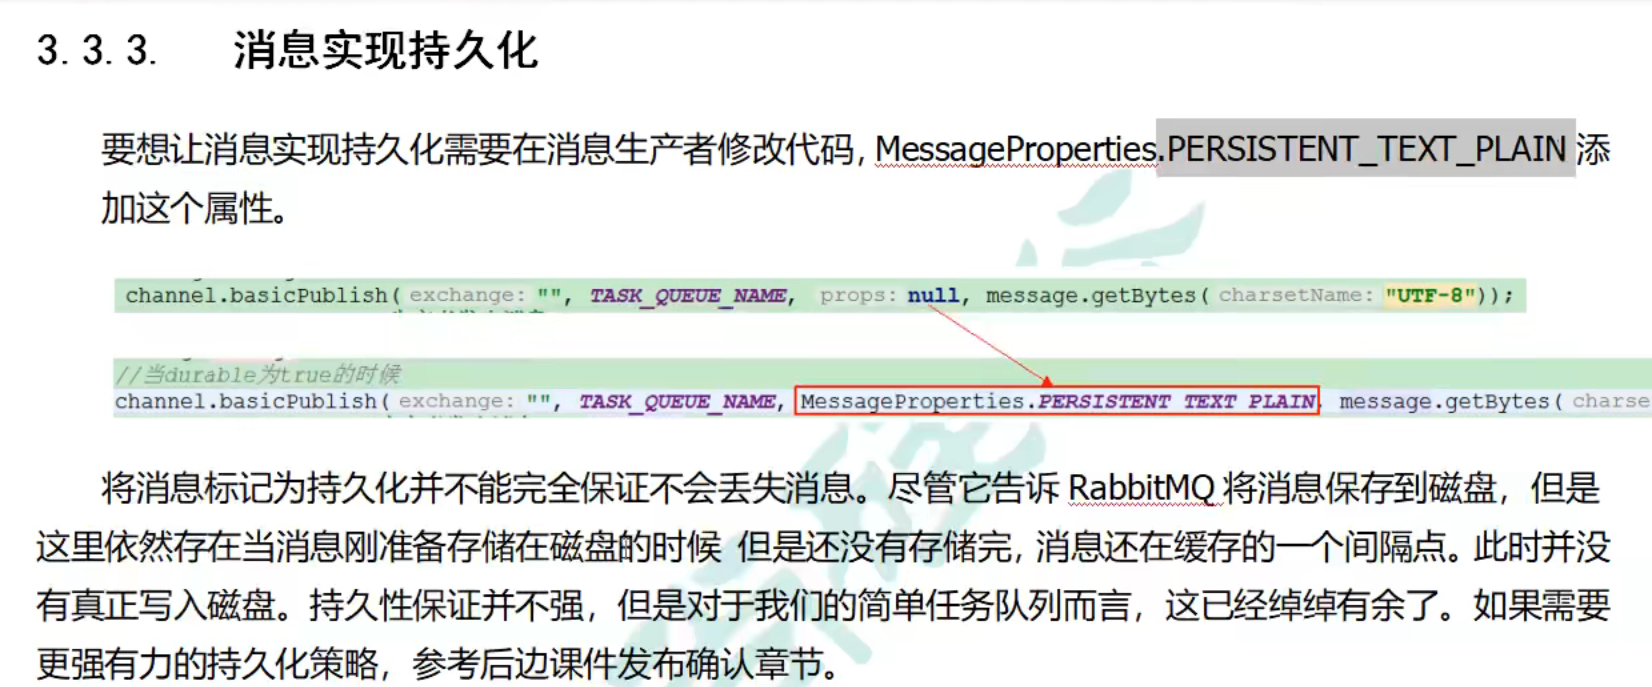 3.3.3. 消息实现持久化
要想让消息实现持久化需要在消息生产者修改代码, MessageProperties.PERSISTENT_TEXT_PLAIN 添
加这个属性。
channel.basicPublish( exchange: "", TASK_QUEUE_NAME, props: null, message.getBytes( charsetName: "UTF-8"));
//当durable为true的时候
channel.basicPublish( exchange: "", TASK_QUEUE_NAME, MessageProperties.PERSISTENT_TEXT_PLAIN, message.getBytes( charse
将消息标记为持久化并不能完全保证不会丢失消息。尽管它告诉 RabbitMQ 将消息保存到磁盘，但是
这里依然存在当消息刚准备存储在磁盘的时候 但是还没有存储完, 消息还在缓存的一个间隔点。此时并没
有真正写入磁盘。持久性保证并不强，但是对于我们的简单任务队列而言，这已经绰绰有余了。如果需要
更强有力的持久化策略，参考后边课件发布确认章节。